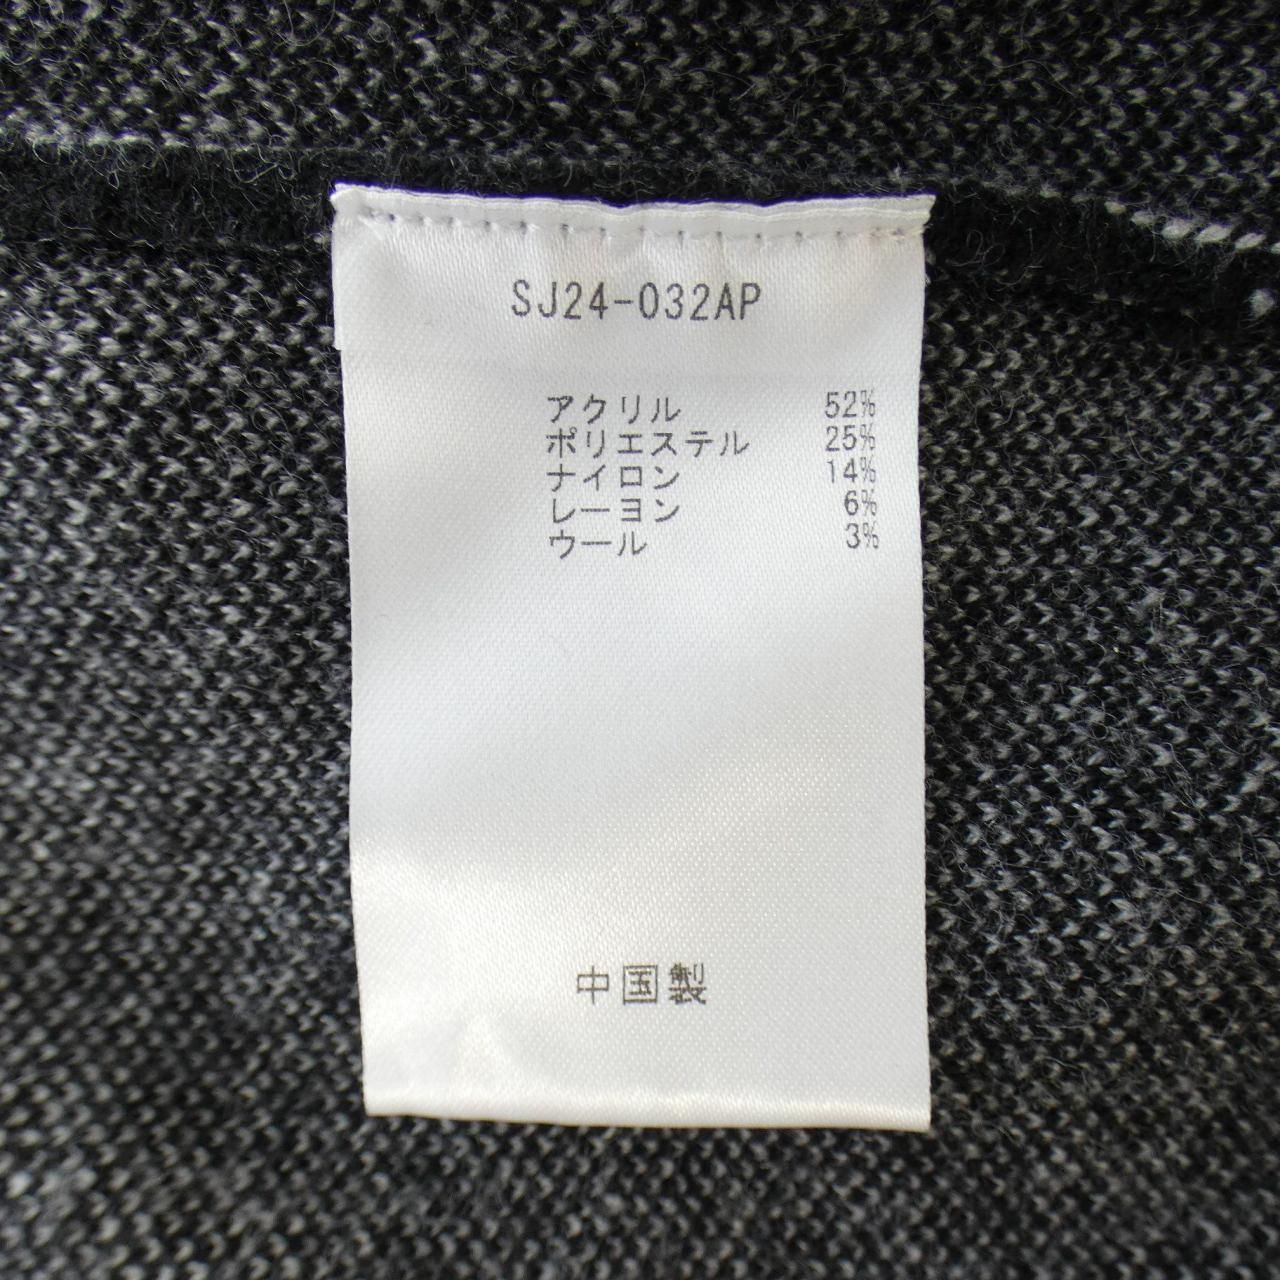 SJ24-032AP
アクリル 52%
ポリエステル 25%
ナイロン 14%
レーヨン 6%
ウール 3%
中国製